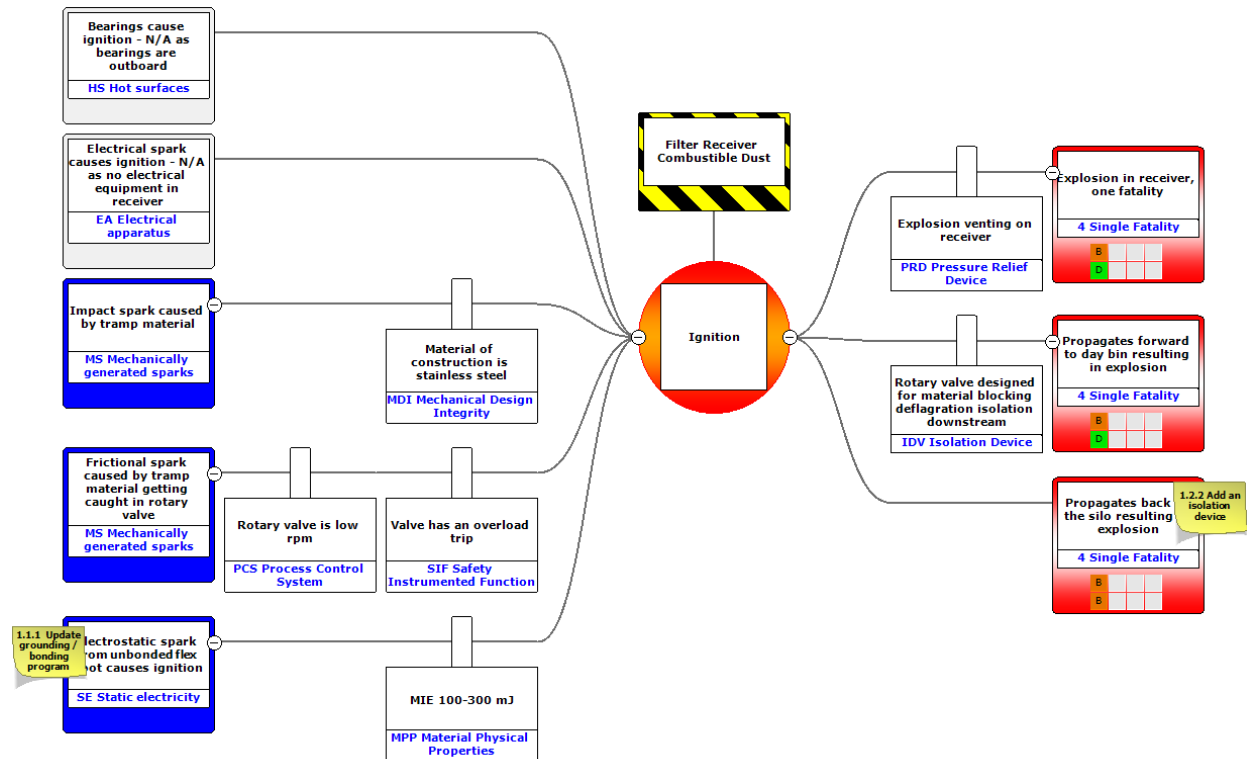 Bearings cause
ignition - N/A as
bearings are
outboard
HS Hot surfaces
Electrical spark
causes ignition - N/A
as no electrical
equipment in
receiver
EA Electrical
apparatus
Impact spark caused
by tramp material
MS Mechanically
generated sparks
Material of
construction is
stainless steel
MDI Mechanical Design
Integrity
Frictional spark
caused by tramp
material getting
caught in rotary
valve
MS Mechanically
generated sparks
Rotary valve is low
rpm
PCS Process Control
System
Valve has an overload
trip
SIF Safety
Instrumented Function
1.1.1 Update
grounding /
bonding
program
lectrostatic spark
rom unbonded flex
oot causes ignition
SE Static electricity
MIE 100-300 mJ
MPP Material Physical
Properties
Filter Receiver
Combustible Dust
Ignition
Explosion venting on
receiver
PRD Pressure Relief
Device
Explosion in receiver,
one fatality
4 Single Fatality
B
D
Rotary valve designed
for material blocking
deflagration isolation
downstream
IDV Isolation Device
Propagates forward
to day bin resulting
in explosion
4 Single Fatality
B
D
Propagates back
the silo resulting
explosion
4 Single Fatality
B
B
1.2.2 Add an
isolation
device